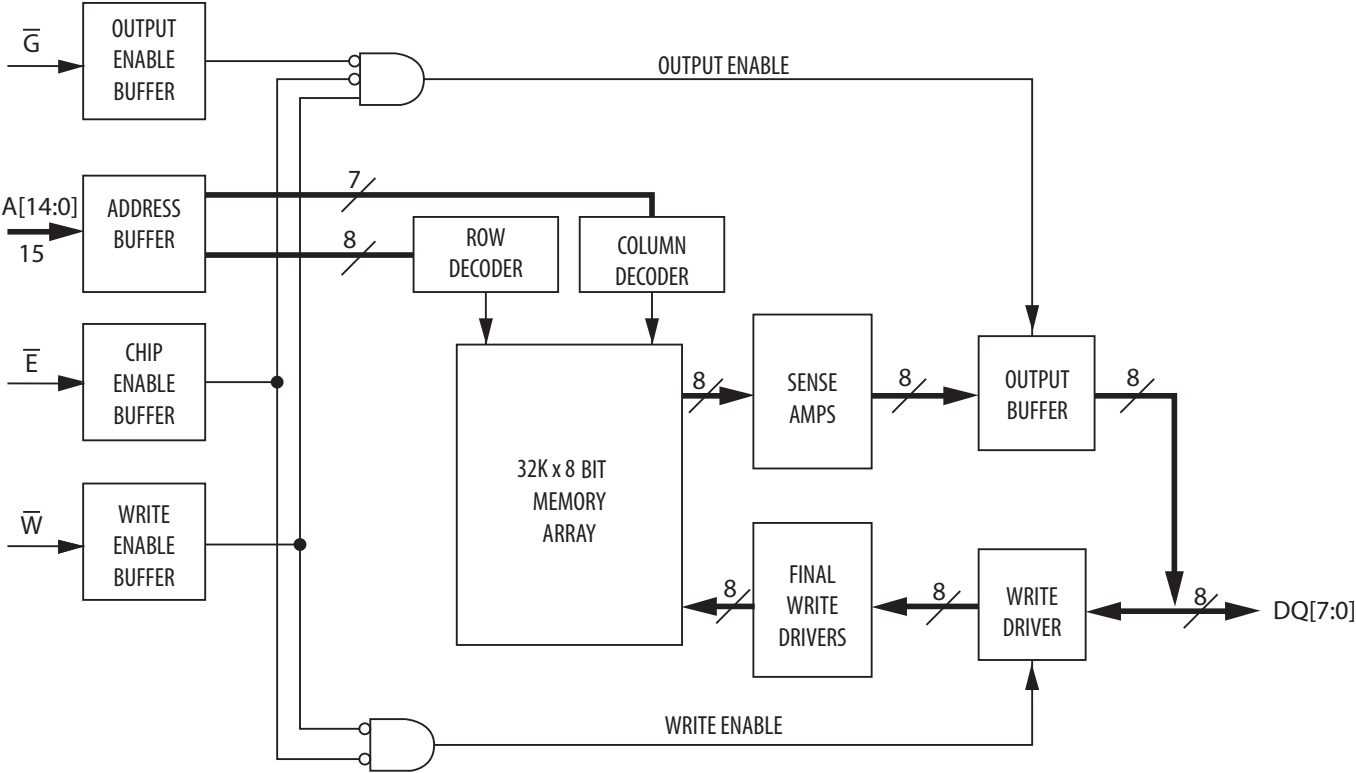 G̅
OUTPUT
ENABLE
BUFFER
OUTPUT ENABLE
A[14:0]
15
ADDRESS
BUFFER
7
8
ROW
DECODER
COLUMN
DECODER
E̅
CHIP
ENABLE
BUFFER
32K x 8 BIT
MEMORY
ARRAY
8
SENSE
AMPS
8
OUTPUT
BUFFER
8
W̅
WRITE
ENABLE
BUFFER
8
FINAL
WRITE
DRIVERS
8
WRITE
DRIVER
8
DQ[7:0]
WRITE ENABLE